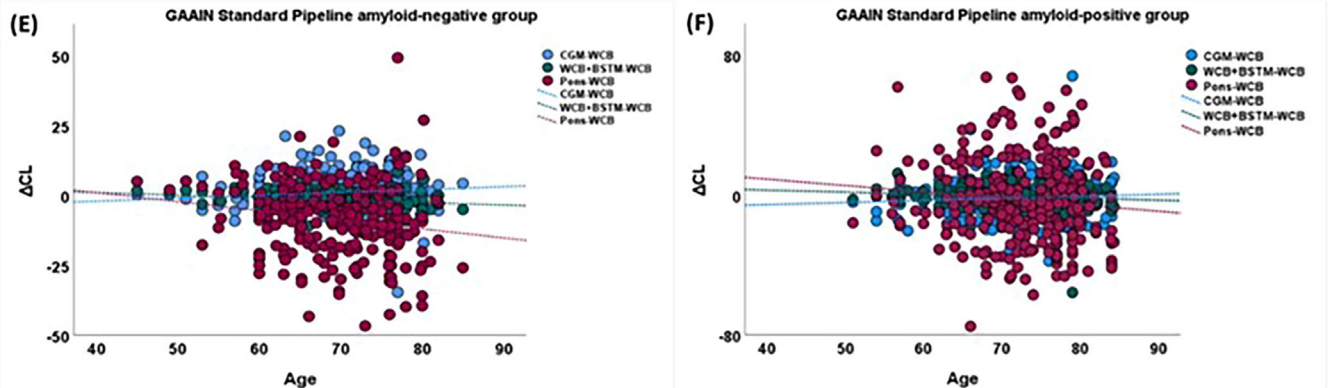 (E)
GAAIN Standard Pipeline amyloid-negative group
50
25
0
-25
-50
ΔCL
40 50 60 70 80 90
Age
CGM-WCB
WCB+BSTM-WCB
Pons-WCB
CGM-WCB
WCB+BSTM-WCB
Pons-WCB
(F)
GAAIN Standard Pipeline amyloid-positive group
80
0
-80
ΔCL
40 50 60 70 80 90
Age
CGM-WCB
WCB+BSTM-WCB
Pons-WCB
CGM-WCB
WCB+BSTM-WCB
Pons-WCB